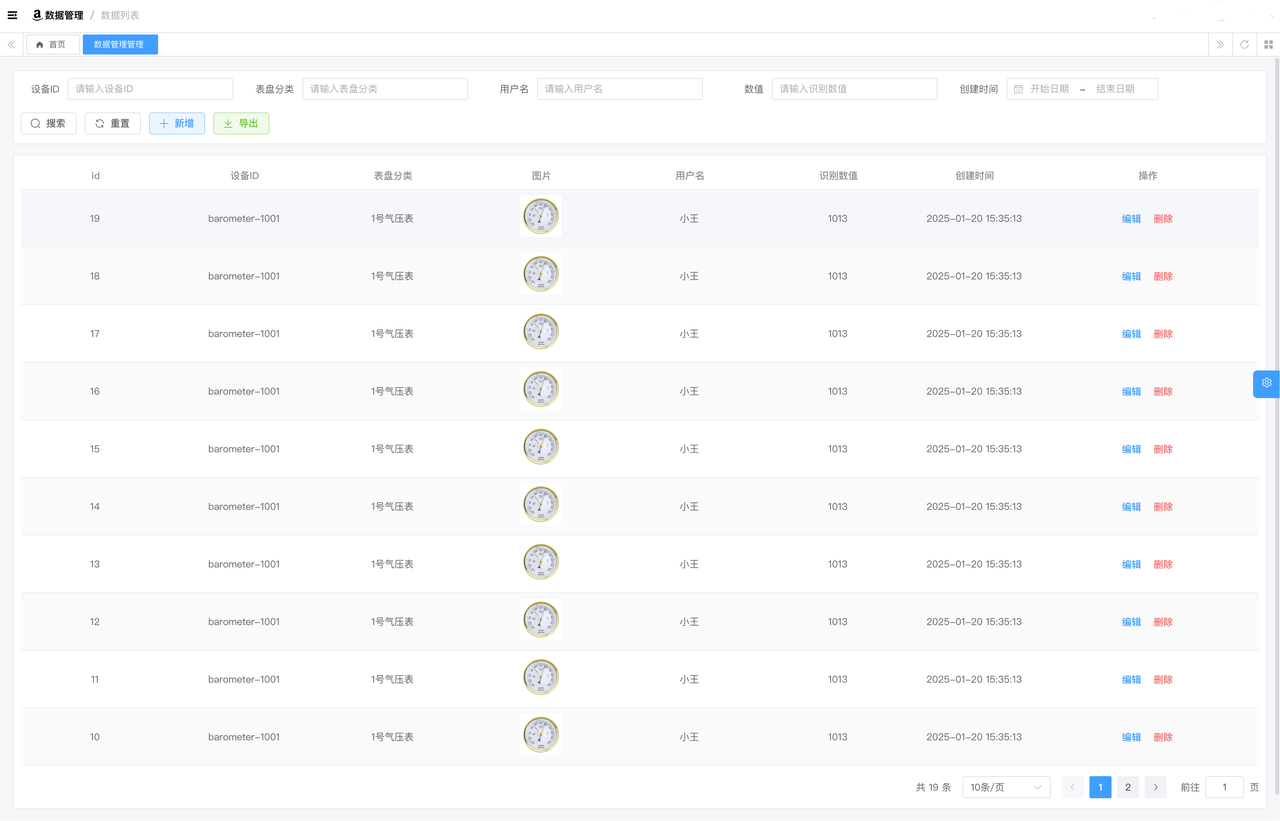 数据管理 / 数据列表
首页 数据管理管理
设备ID 请输入设备ID 表盘分类 请输入表盘分类 用户名 请输入用户名 数值 请输入识别数值 创建时间 开始日期 – 结束日期
搜索 重置 新增 导出
id 设备ID 表盘分类 图片 用户名 识别数值 创建时间 操作
19 barometer-1001 1号气压表 小王 1013 2025-01-20 15:35:13 编辑 删除
18 barometer-1001 1号气压表 小王 1013 2025-01-20 15:35:13 编辑 删除
17 barometer-1001 1号气压表 小王 1013 2025-01-20 15:35:13 编辑 删除
16 barometer-1001 1号气压表 小王 1013 2025-01-20 15:35:13 编辑 删除
15 barometer-1001 1号气压表 小王 1013 2025-01-20 15:35:13 编辑 删除
14 barometer-1001 1号气压表 小王 1013 2025-01-20 15:35:13 编辑 删除
13 barometer-1001 1号气压表 小王 1013 2025-01-20 15:35:13 编辑 删除
12 barometer-1001 1号气压表 小王 1013 2025-01-20 15:35:13 编辑 删除
11 barometer-1001 1号气压表 小王 1013 2025-01-20 15:35:13 编辑 删除
10 barometer-1001 1号气压表 小王 1013 2025-01-20 15:35:13 编辑 删除
共 19 条 10条/页 1 2 前往 1 页